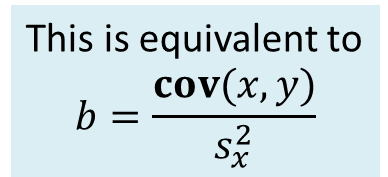 This is equivalent to
b = cov(x, y) / s_x^2